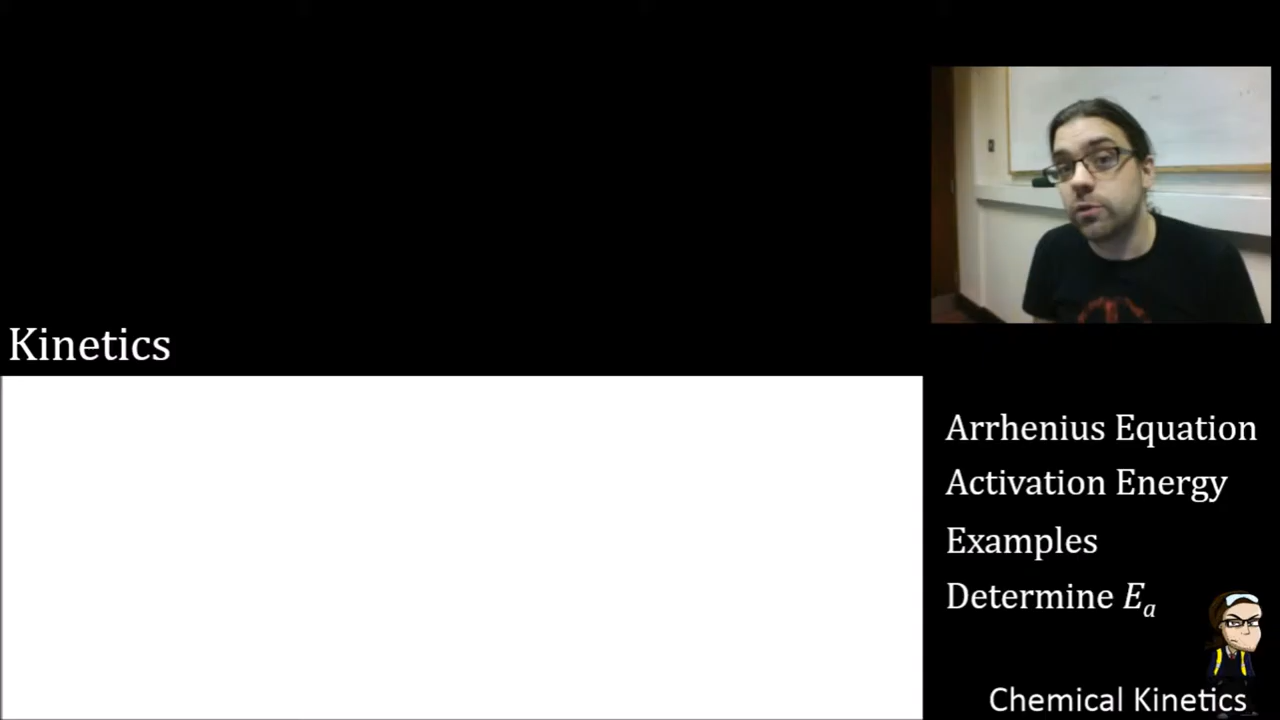 Kinetics
Arrhenius Equation
Activation Energy
Examples
Determine Eₐ
Chemical Kinetics